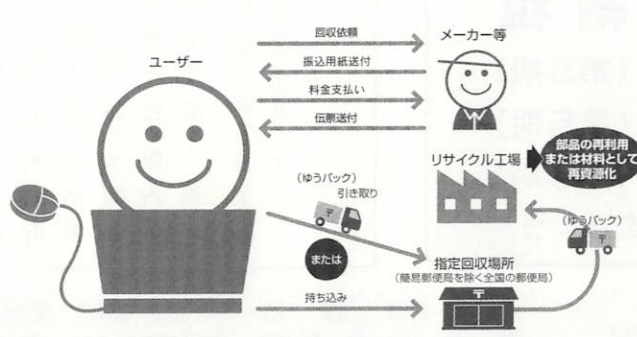 ユーザー
回収依頼
メーカー等
振込用紙送付
料金支払い
伝票送付
リサイクル工場
部品の再利用
または材料として
再資源化
(ゆうパック)
引き取り
〒
または
(ゆうパック)
〒
指定回収場所
(簡易郵便局を除く全国の郵便局)
持ち込み
〒